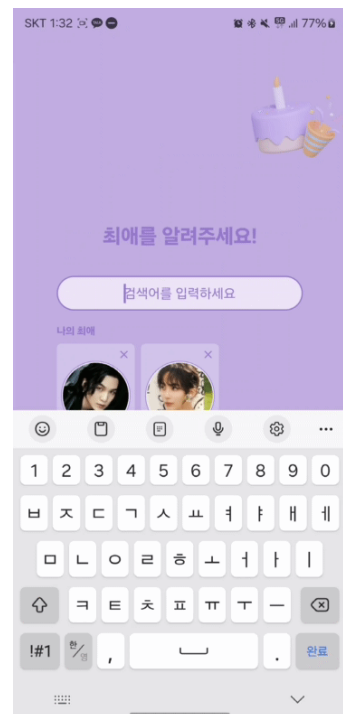 SKT 1:32
77%
최애를 알려주세요!
검색어를 입력하세요
나의 최애
× ×
1 2 3 4 5 6 7 8 9 0
ㅂ ㅈ ㄷ ㄱ ㅅ ㅛ ㅕ ㅑ ㅐ ㅔ
ㅁ ㄴ ㅇ ㄹ ㅎ ㅗ ㅓ ㅏ ㅣ
ㅋ ㅌ ㅊ ㅍ ㅠ ㅜ ㅡ
!#1 한/영 , . 완료